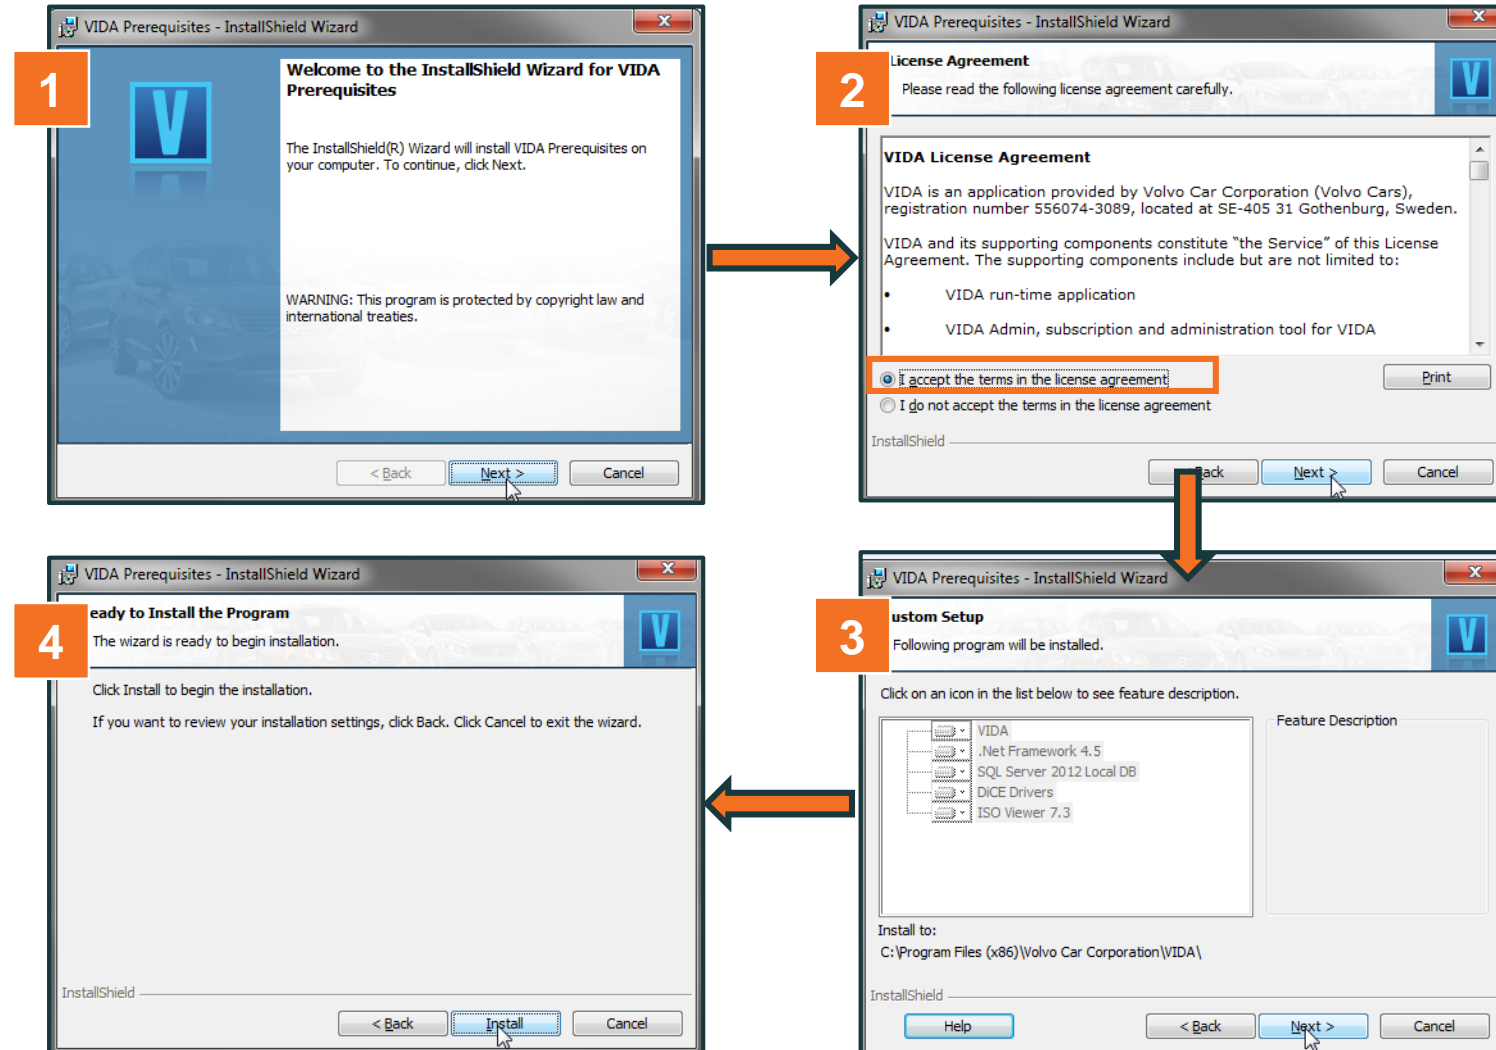 VIDA Prerequisites - InstallShield Wizard
x
1
V
Welcome to the InstallShield Wizard for VIDA
Prerequisites
The InstallShield(R) Wizard will install VIDA Prerequisites on
your computer. To continue, click Next.
WARNING: This program is protected by copyright law and
international treaties.
< Back
Next >
Cancel
VIDA Prerequisites - InstallShield Wizard
x
2
License Agreement
Please read the following license agreement carefully.
V
VIDA License Agreement
VIDA is an application provided by Volvo Car Corporation (Volvo Cars),
registration number 556074-3089, located at SE-405 31 Gothenburg, Sweden.
VIDA and its supporting components constitute “the Service” of this License
Agreement. The supporting components include but are not limited to:
• VIDA run-time application
• VIDA Admin, subscription and administration tool for VIDA
I accept the terms in the license agreement
Print
I do not accept the terms in the license agreement
InstallShield
Back
Next >
Cancel
VIDA Prerequisites - InstallShield Wizard
x
3
ustom Setup
Following program will be installed.
V
Click on an icon in the list below to see feature description.
VIDA
.Net Framework 4.5
SQL Server 2012 Local DB
DiCE Drivers
ISO Viewer 7.3
Feature Description
Install to:
C:\Program Files (x86)\Volvo Car Corporation\VIDA\
InstallShield
Help
< Back
Next >
Cancel
VIDA Prerequisites - InstallShield Wizard
x
4
eady to Install the Program
The wizard is ready to begin installation.
V
Click Install to begin the installation.
If you want to review your installation settings, click Back. Click Cancel to exit the wizard.
InstallShield
< Back
Install
Cancel